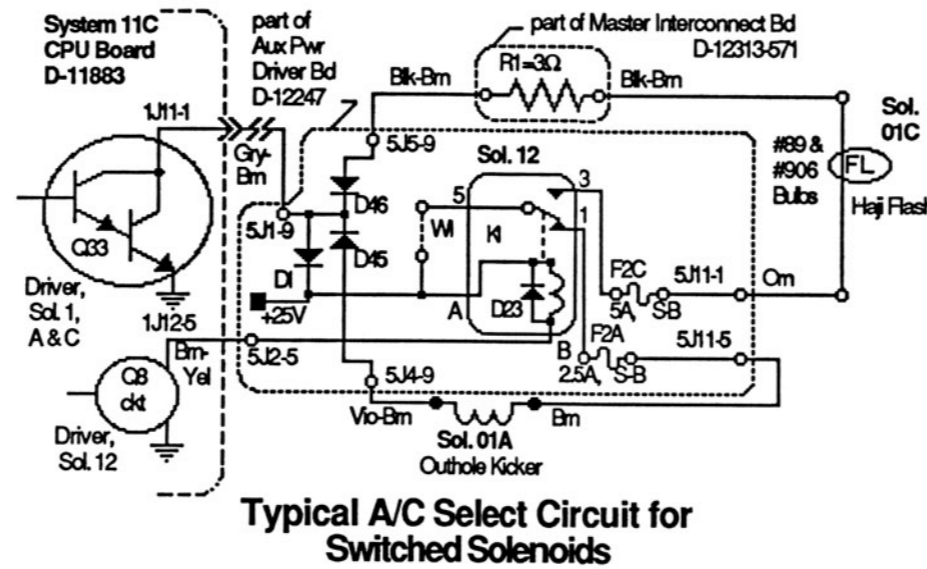 System 11C
CPU Board
D-11883
part of
Aux Pwr
Driver Bd
D-12247
part of Master Interconnect Bd
D-12313-571
R1=3Ω
Blk-Brn
Blk-Brn
1J11-1
Gry-
Brn
5J5-9
Sol. 12
Sol.
01C
#89 &
#906
Bulbs
FL
Haji Flash
Q33
5J1-9
D46
D45
D1
W1
5
K1
3
1
Driver,
Sol. 1,
A & C
+25V
A
D23
F2C
5A, S-B
5J11-1
Orn
1J12-5
Brn-
Yel
5J2-5
B
F2A
2.5A, S-B
5J11-5
Q8
ckt
5J4-9
Vio-Brn
Brn
Driver,
Sol. 12
Sol. 01A
Outhole Kicker
Typical A/C Select Circuit for
Switched Solenoids